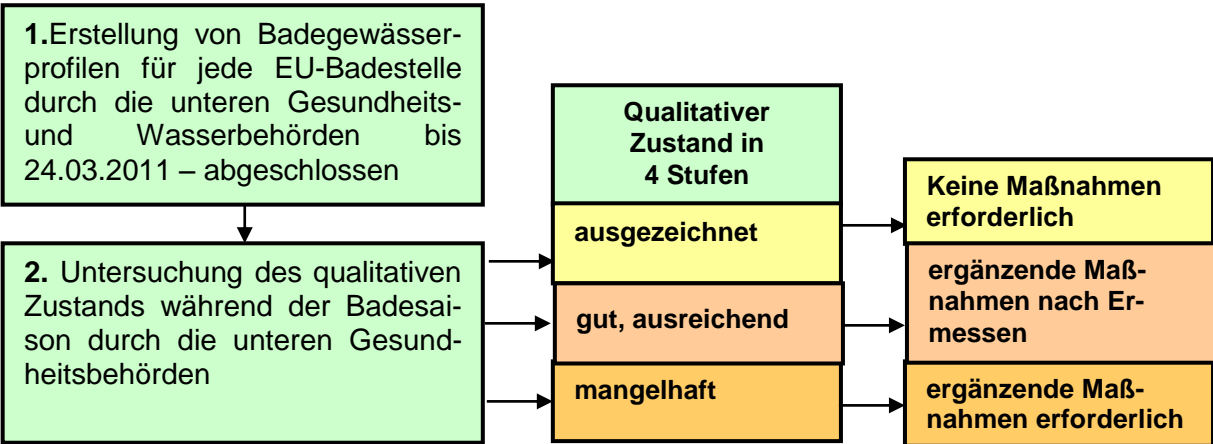 1.Erstellung von Badegewässer-
profilen für jede EU-Badestelle
durch die unteren Gesundheits-
und Wasserbehörden bis
24.03.2011 – abgeschlossen
2. Untersuchung des qualitativen
Zustands während der Badesai-
son durch die unteren Gesund-
heitsbehörden
Qualitativer
Zustand in
4 Stufen
ausgezeichnet
gut, ausreichend
mangelhaft
Keine Maßnahmen
erforderlich
ergänzende Maß-
nahmen nach Er-
messen
ergänzende Maß-
nahmen erforderlich